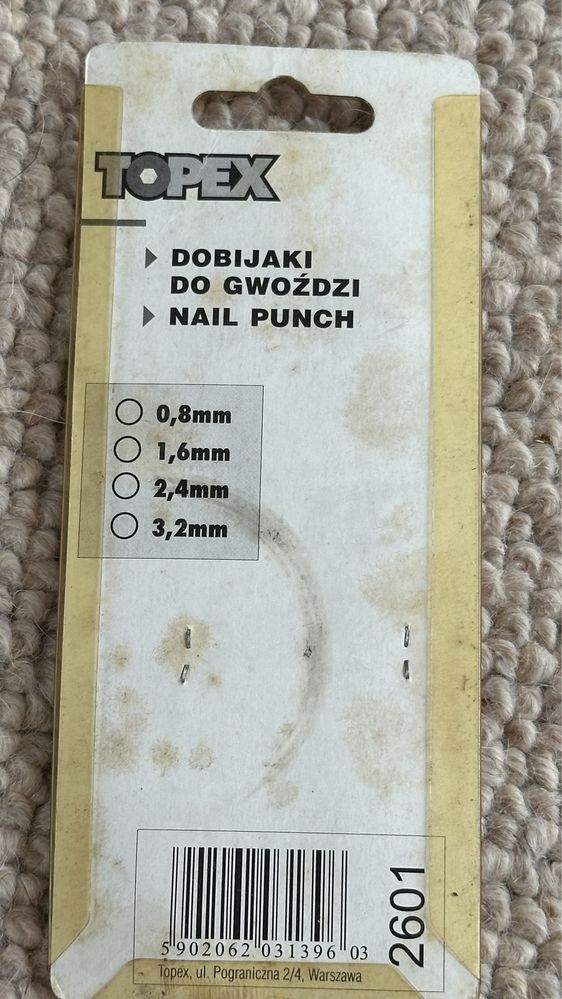 TOPEX
DOBIJAKI
DO GWOŹDZI
NAIL PUNCH
0,8mm
1,6mm
2,4mm
3,2mm
2601
5 902062 031396 03
Topex, ul. Pograniczna 2/4, Warszawa